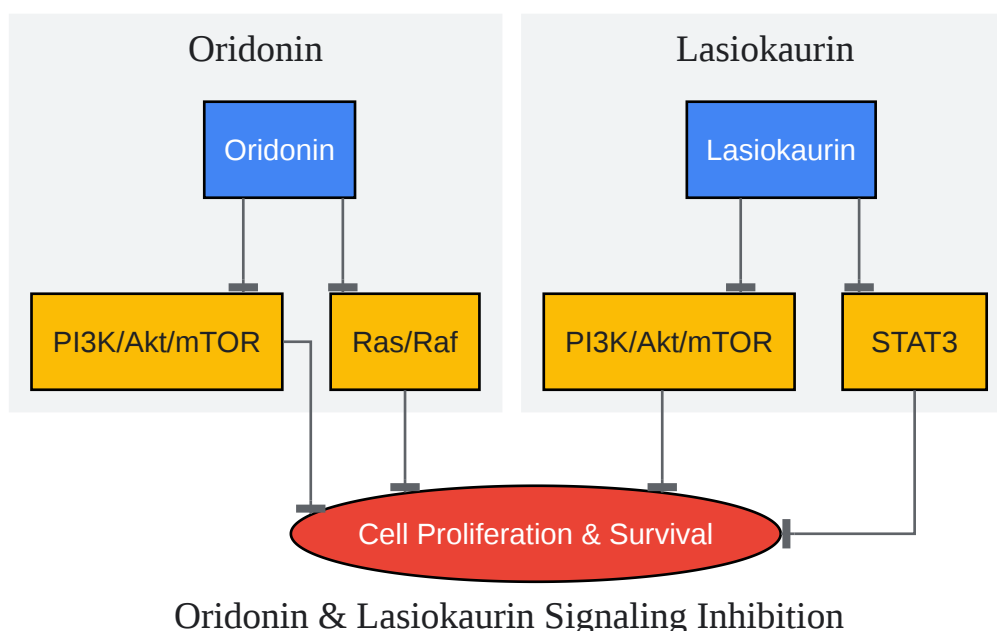 Oridonin
Lasiokaurin
Oridonin
Lasiokaurin
PI3K/Akt/mTOR
Ras/Raf
PI3K/Akt/mTOR
STAT3
Cell Proliferation & Survival
Oridonin & Lasiokaurin Signaling Inhibition